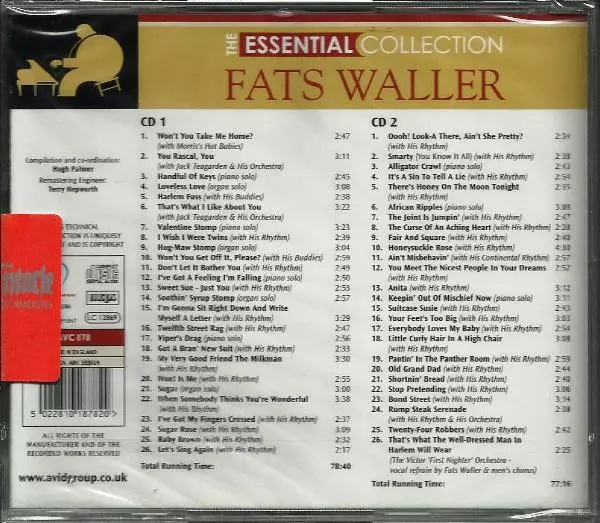 THE ESSENTIAL COLLECTION
FATS WALLER
Compilation and co-ordination:
Hugh Palmer
Remastering Engineer:
Terry Hepworth
TECHNICAL
IS UNIQUELY
AND IS COPYRIGHT
COMPACT
disc
DIGITAL AUDIO
mcps
LC 12869
AVC 878
IN ENGLAND
DESIGN
5 022810 187820
ALL RIGHTS OF THE
MANUFACTURER AND OF THE
RECORDED WORKS RESERVED
www.avidgroup.co.uk
CD 1
1. Won't You Take Me Home? 2:47
(with Morris's Hot Babies)
2. You Rascal, You 3:11
(with Jack Teagarden & His Orchestra)
3. Handful Of Keys (piano solo) 2:45
4. Loveless Love (organ solo) 3:08
5. Harlem Fuss (with His Buddies) 2:38
6. That's What I Like About You 3:22
(with Jack Teagarden & His Orchestra)
7. Valentine Stomp (piano solo) 2:53
8. I Wish I Were Twins (with His Rhythm) 2:39
9. Hog-Maw Stomp (organ solo) 3:04
10. Won't You Get Off It, Please? (with His Buddies) 2:59
11. Don't Let It Bother You (with His Rhythm) 2:49
12. I've Got A Feeling I'm Falling (piano solo) 2:50
13. Sweet Sue - Just You (with His Rhythm) 2:53
14. Soothin' Syrup Stomp (organ solo) 2:57
15. I'm Gonna Sit Right Down And Write
Myself A Letter (with His Rhythm)
16. Twelfth Street Rag (with His Rhythm)
17. Viper's Drag (piano solo)
18. Got A Bran' New Suit (with His Rhythm)
19. My Very Good Friend The Milkman
(with His Rhythm)
20. Woe! Is Me (with His Rhythm) 2:55
21. Sugar (organ solo) 3:00
22. When Somebody Thinks You're Wonderful
(with His Rhythm)
23. I've Got My Fingers Crossed (with His Rhythm) 2:37
24. Sugar Rose (with His Rhythm) 3:09
25. Baby Brown (with His Rhythm) 2:32
26. Let's Sing Again (with His Rhythm) 3:17
Total Running Time: 78:40
CD 2
1. Oooh! Look-A There, Ain't She Pretty? 2:34
(with His Rhythm)
2. Smarty (You Know It All) (with His Rhythm) 2:38
3. Alligator Crawl (piano solo) 2:43
4. It's A Sin To Tell A Lie (with His Rhythm) 2:54
5. There's Honey On The Moon Tonight
(with His Rhythm)
6. African Ripples (piano solo) 3:08
7. The Joint Is Jumpin' (with His Rhythm) 2:47
8. The Curse Of An Aching Heart (with His Rhythm) 2:28
9. Fair And Square (with His Rhythm)
10. Honeysuckle Rose (with His Rhythm)
11. Ain't Misbehavin' (with His Continental Rhythm) 2:57
12. You Meet The Nicest People In Your Dreams 2:52
(with His Rhythm)
13. Anita (with His Rhythm) 3:12
14. Keepin' Out Of Mischief Now (piano solo) 3:11
15. Suitcase Susie (with His Rhythm) 2:43
16. Your Feet's Too Big (with His Rhythm) 3:03
17. Everybody Loves My Baby (with His Rhythm) 2:54
18. Little Curly Hair In A High Chair
(with His Rhythm)
19. Pantin' In The Panther Room (with His Rhythm) 2:59
20. Old Grand Dad (with His Rhythm) 2:44
21. Shortnin' Bread (with His Rhythm) 2:40
22. Stop Pretending (with His Rhythm) 3:06
23. Bond Street (with His Rhythm) 3:14
24. Rump Steak Serenade 2:38
(with His Rhythm & His Orchestra)
25. Twenty-Four Robbers (with His Rhythm) 2:42
26. That's What The Well-Dressed Man In
Harlem Will Wear
(The Victor 'First Nighter' Orchestra -
vocal refrain by Fats Waller & men's chorus)
Total Running Time: 77:16